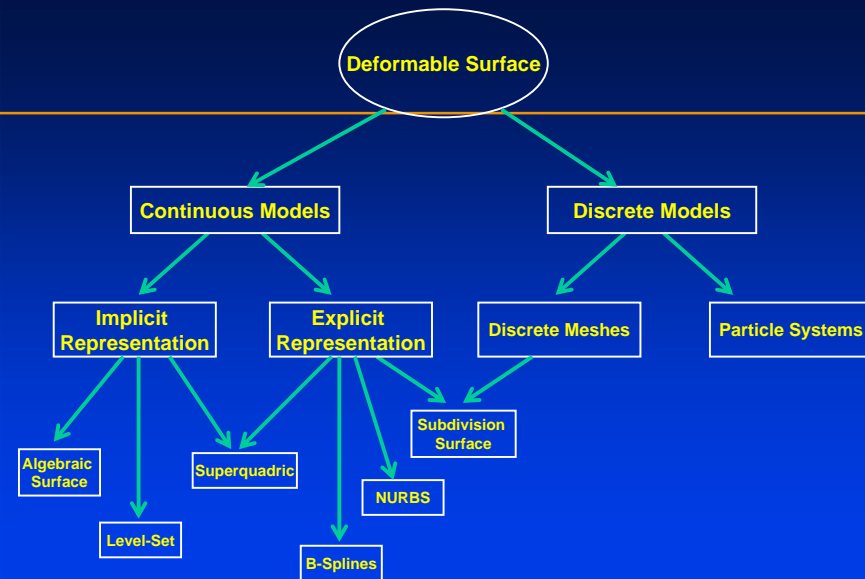 Deformable Surface
Continuous Models
Discrete Models
Implicit
Representation
Explicit
Representation
Discrete Meshes
Particle Systems
Subdivision
Surface
Algebraic
Surface
Superquadric
NURBS
Level-Set
B-Splines